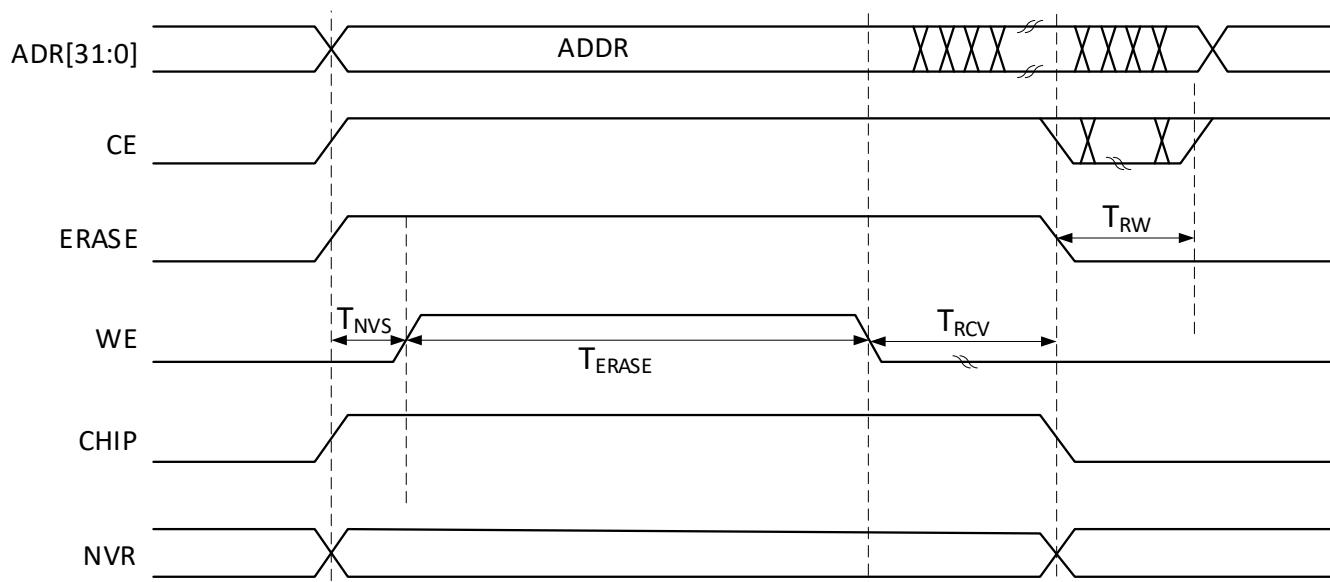 ADR[31:0]
ADDR
CE
ERASE
TRW
WE
TNVS
TERASE
TRCV
CHIP
NVR